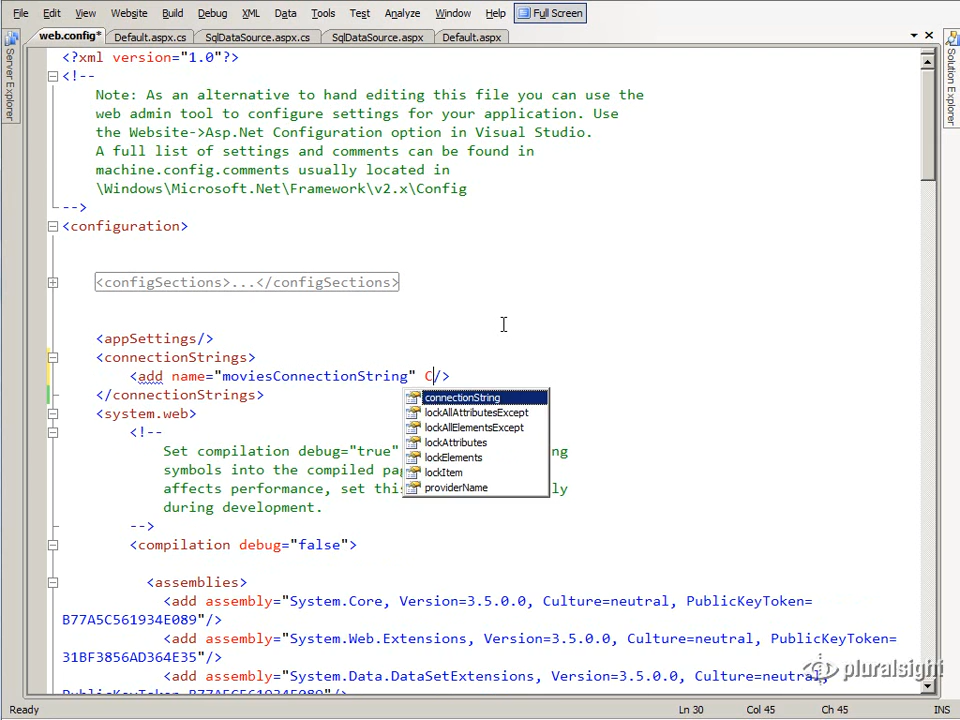 File Edit View Website Build Debug XML Data Tools Test Analyze Window Help Full Screen
web.config* Default.aspx.cs SqlDataSource.aspx.cs SqlDataSource.aspx Default.aspx
Server Explorer
Solution Explorer
<?xml version="1.0"?>
<!--
Note: As an alternative to hand editing this file you can use the
web admin tool to configure settings for your application. Use
the Website->Asp.Net Configuration option in Visual Studio.
A full list of settings and comments can be found in
machine.config.comments usually located in
\Windows\Microsoft.Net\Framework\v2.x\Config
-->
<configuration>
<configSections>...</configSections>
<appSettings/>
<connectionStrings>
<add name="moviesConnectionString" C/>
</connectionStrings>
<system.web>
<!--
Set compilation debug="true"
symbols into the compiled
affects performance, set
during development.
-->
connectionString
lockAllAttributesExcept
lockAllElementsExcept
lockAttributes
lockElements
lockItem
providerName
<compilation debug="false">
<assemblies>
<add assembly="System.Core, Version=3.5.0.0, Culture=neutral, PublicKeyToken=
B77A5C561934E089"/>
<add assembly="System.Web.Extensions, Version=3.5.0.0, Culture=neutral, PublicKeyToken=
31BF3856AD364E35"/>
<add assembly="System.Data.DataSetExtensions, Version=3.5.0.0, Culture=neutral,
pluralsight
Ready Ln 30 Col 45 Ch 45 INS